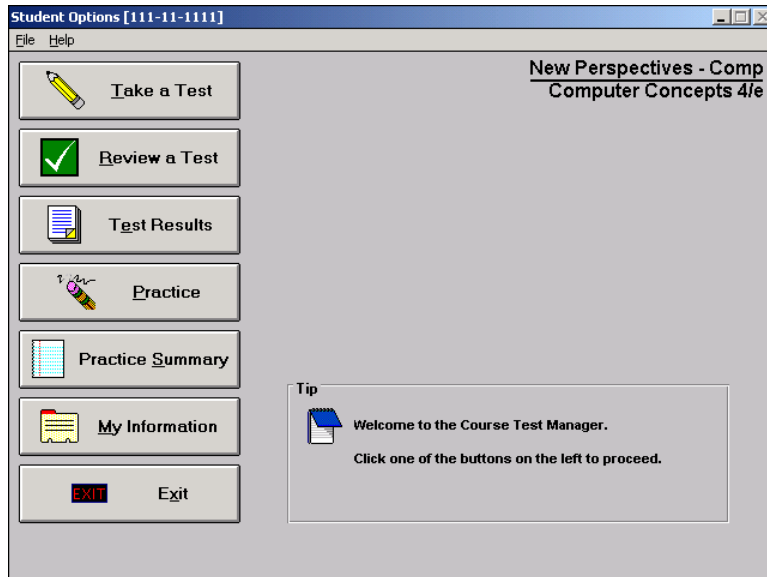 Student Options [111-11-1111]
File Help
New Perspectives - Comp
Computer Concepts 4/e
Take a Test
Review a Test
Test Results
Practice
Practice Summary
My Information
EXIT Exit
Tip
Welcome to the Course Test Manager.
Click one of the buttons on the left to proceed.